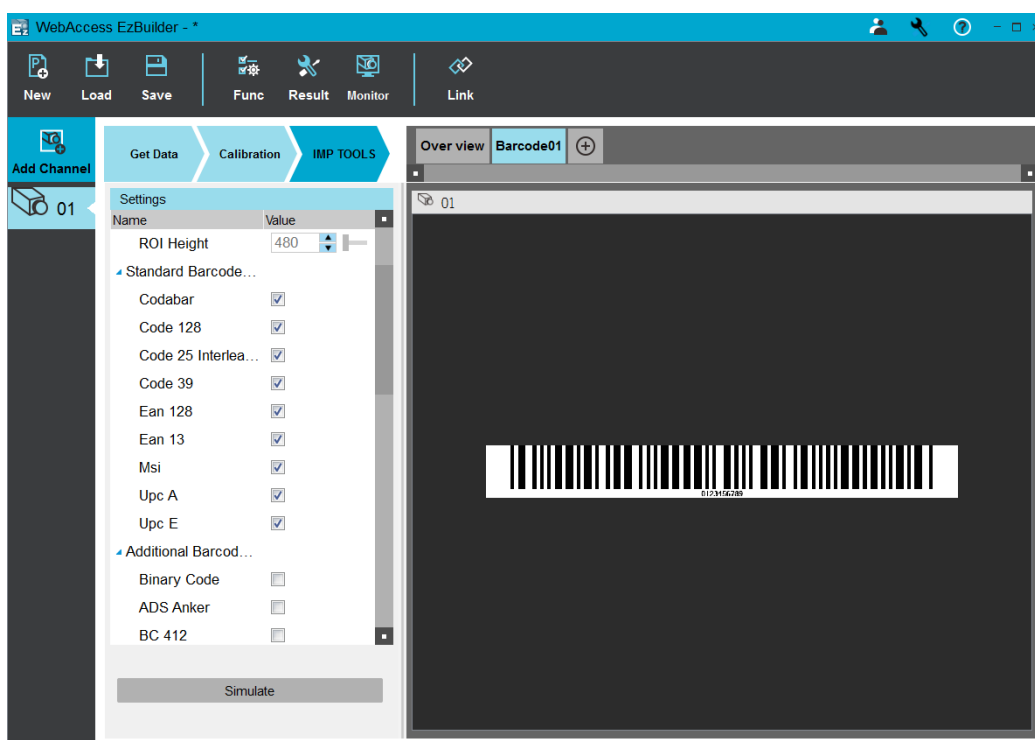 WebAccess EzBuilder - *
New Load Save Func Result Monitor Link
Add Channel
01
Get Data Calibration IMP TOOLS
Over view Barcode01
Settings
Name Value
ROI Height 480
Standard Barcode...
Codabar
Code 128
Code 25 Interlea...
Code 39
Ean 128
Ean 13
Msi
Upc A
Upc E
Additional Barcod...
Binary Code
ADS Anker
BC 412
Simulate
01
0123456789